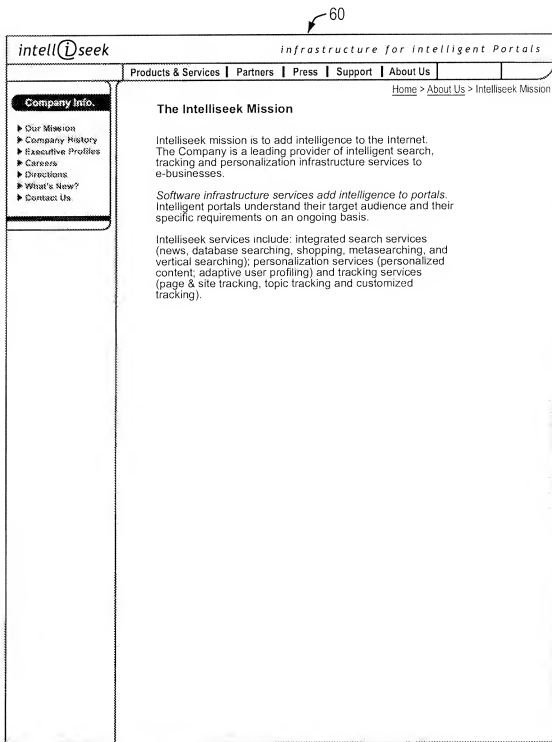 60
intelliseek infrastructure for intelligent Portals
Products & Services | Partners | Press | Support | About Us
Home > About Us > Intelliseek Mission
Company Info.
Our Mission
Company History
Executive Profiles
Careers
Directions
What's New?
Contact Us
The Intelliseek Mission
Intelliseek mission is to add intelligence to the Internet.
The Company is a leading provider of intelligent search,
tracking and personalization infrastructure services to
e-businesses.
Software infrastructure services add intelligence to portals.
Intelligent portals understand their target audience and their
specific requirements on an ongoing basis.
Intelliseek services include: integrated search services
(news, database searching, shopping, metasearching, and
vertical searching); personalization services (personalized
content; adaptive user profiling) and tracking services
(page & site tracking, topic tracking and customized
tracking).